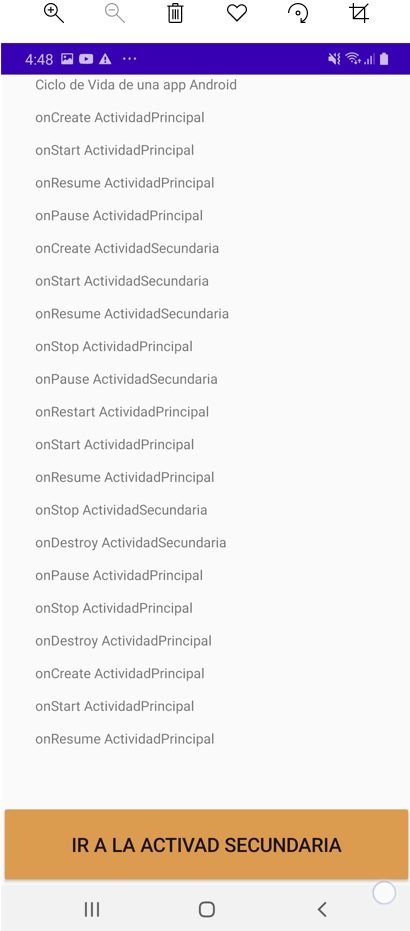 4:48
Ciclo de Vida de una app Android
onCreate ActividadPrincipal
onStart ActividadPrincipal
onResume ActividadPrincipal
onPause ActividadPrincipal
onCreate ActividadSecundaria
onStart ActividadSecundaria
onResume ActividadSecundaria
onStop ActividadPrincipal
onPause ActividadSecundaria
onRestart ActividadPrincipal
onStart ActividadPrincipal
onResume ActividadPrincipal
onStop ActividadSecundaria
onDestroy ActividadSecundaria
onPause ActividadPrincipal
onStop ActividadPrincipal
onDestroy ActividadPrincipal
onCreate ActividadPrincipal
onStart ActividadPrincipal
onResume ActividadPrincipal
IR A LA ACTIVAD SECUNDARIA